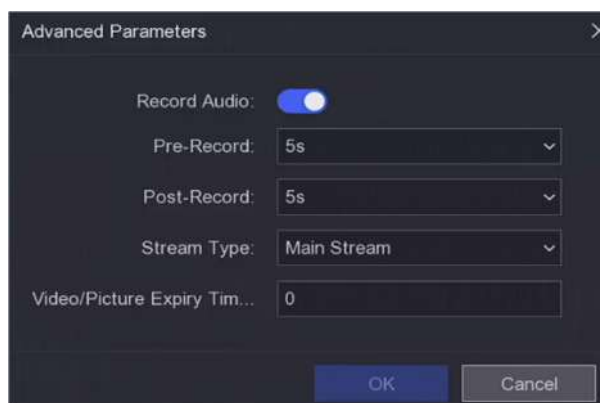 Advanced Parameters
Record Audio:
Pre-Record: 5s
Post-Record: 5s
Stream Type: Main Stream
Video/Picture Expiry Tim... 0
OK Cancel